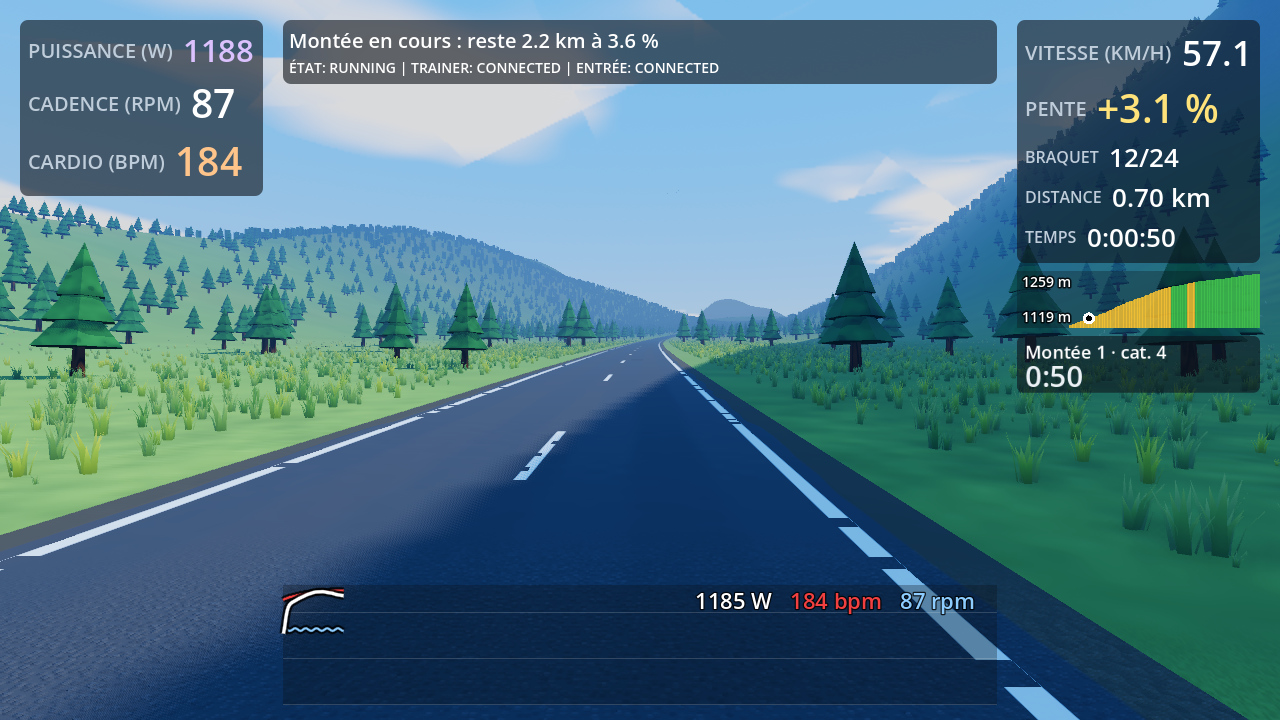 PUISSANCE (W) 1188
CADENCE (RPM) 87
CARDIO (BPM) 184
Montée en cours : reste 2.2 km à 3.6 %
ÉTAT: RUNNING | TRAINER: CONNECTED | ENTRÉE: CONNECTED
VITESSE (KM/H) 57.1
PENTE +3.1 %
BRAQUET 12/24
DISTANCE 0.70 km
TEMPS 0:00:50
1259 m
1119 m
Montée 1 · cat. 4
0:50
1185 W 184 bpm 87 rpm